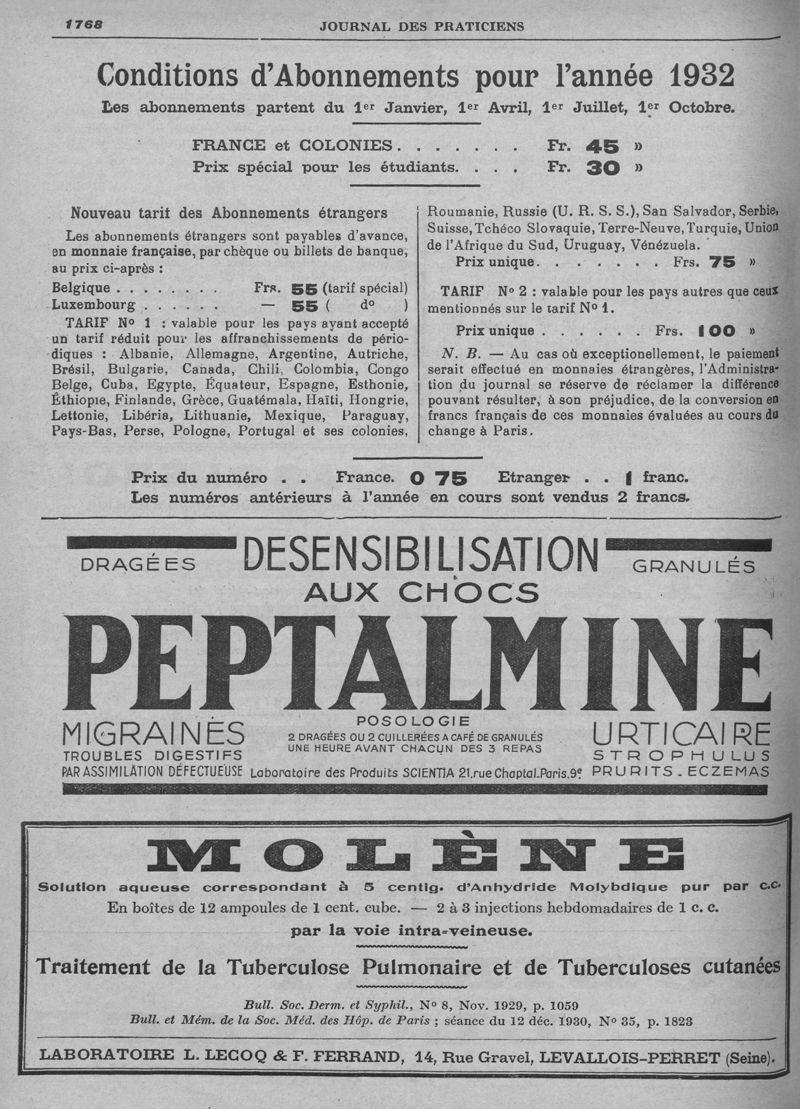 1768
JOURNAL DES PRATICIENS
Conditions d'Abonnements pour l'année 1932
Les abonnements partent du 1er Janvier, 1er Avril, 1er Juillet, 1er Octobre.
FRANCE et COLONIES. . . . . . . Fr. 45 »
Prix spécial pour les étudiants. . . . Fr. 30 »
Nouveau tarit des Abonnements étrangers
Les abonnements étrangers sont payables d'avance,
en monnaie française, par chèque ou billets de banque,
au prix ci-après :
Belgique . . . . . . . . Frs. 55 (tarif spécial)
Luxembourg . . . . . . — 55 ( do )
TARIF No 1 : valable pour les pays ayant accepté
un tarif réduit pour les affranchissements de pério-
diques : Albanie, Allemagne, Argentine, Autriche,
Brésil, Bulgarie, Canada, Chili, Colombia, Congo
Belge, Cuba, Egypte, Équateur, Espagne, Esthonie,
Éthiopie, Finlande, Grèce, Guatémala, Haïti, Hongrie,
Lettonie, Libéria, Lithuanie, Mexique, Paraguay,
Pays-Bas, Perse, Pologne, Portugal et ses colonies,
Roumanie, Russie (U. R. S. S.), San Salvador, Serbie,
Suisse, Tchéco Slovaquie, Terre-Neuve, Turquie, Union
de l'Afrique du Sud, Uruguay, Vénézuela.
Prix unique. . . . . . . . Frs. 75 »
TARIF No 2 : valable pour les pays autres que ceux
mentionnés sur le tarif No 1.
Prix unique . . . . . . Frs. 100 »
N. B. — Au cas où exceptionellement, le paiement
serait effectué en monnaies étrangères, l'Administra-
tion du journal se réserve de réclamer la différence
pouvant résulter, à son préjudice, de la conversion en
francs français de ces monnaies évaluées au cours du
change à Paris.
Prix du numéro . . France. 0 75 Etranger . . 1 franc.
Les numéros antérieurs à l'année en cours sont vendus 2 francs.
DRAGÉES
DESENSIBILISATION
GRANULÉS
AUX CHOCS
PEPTALMINE
MIGRAINES
TROUBLES DIGESTIFS
PAR ASSIMILATION DÉFECTUEUSE
POSOLOGIE
2 DRAGÉES OU 2 CUILLERÉES A CAFÉ DE GRANULÉS
UNE HEURE AVANT CHACUN DES 3 REPAS
Laboratoire des Produits SCIENTIA 21, rue Chaptal-Paris. 9e
URTICAIRE
STROPHULUS
PRURITS - ECZEMAS
MOLÈNE
Solution aqueuse correspondant à 5 centig. d'Anhydride Molybdique pur par c.c.
En boîtes de 12 ampoules de 1 cent. cube. — 2 à 3 injections hebdomadaires de 1 c. c.
par la voie intra-veineuse.
Traitement de la Tuberculose Pulmonaire et de Tuberculoses cutanées
Bull. Soc. Derm. et Syphil., No 8, Nov. 1929, p. 1059
Bull. et Mém. de la Soc. Méd. des Hôp. de Paris ; séance du 12 déc. 1930, No 35, p. 1823
LABORATOIRE L. LECOQ & F. FERRAND, 14, Rue Gravel, LEVALLOIS-PERRET (Seine).